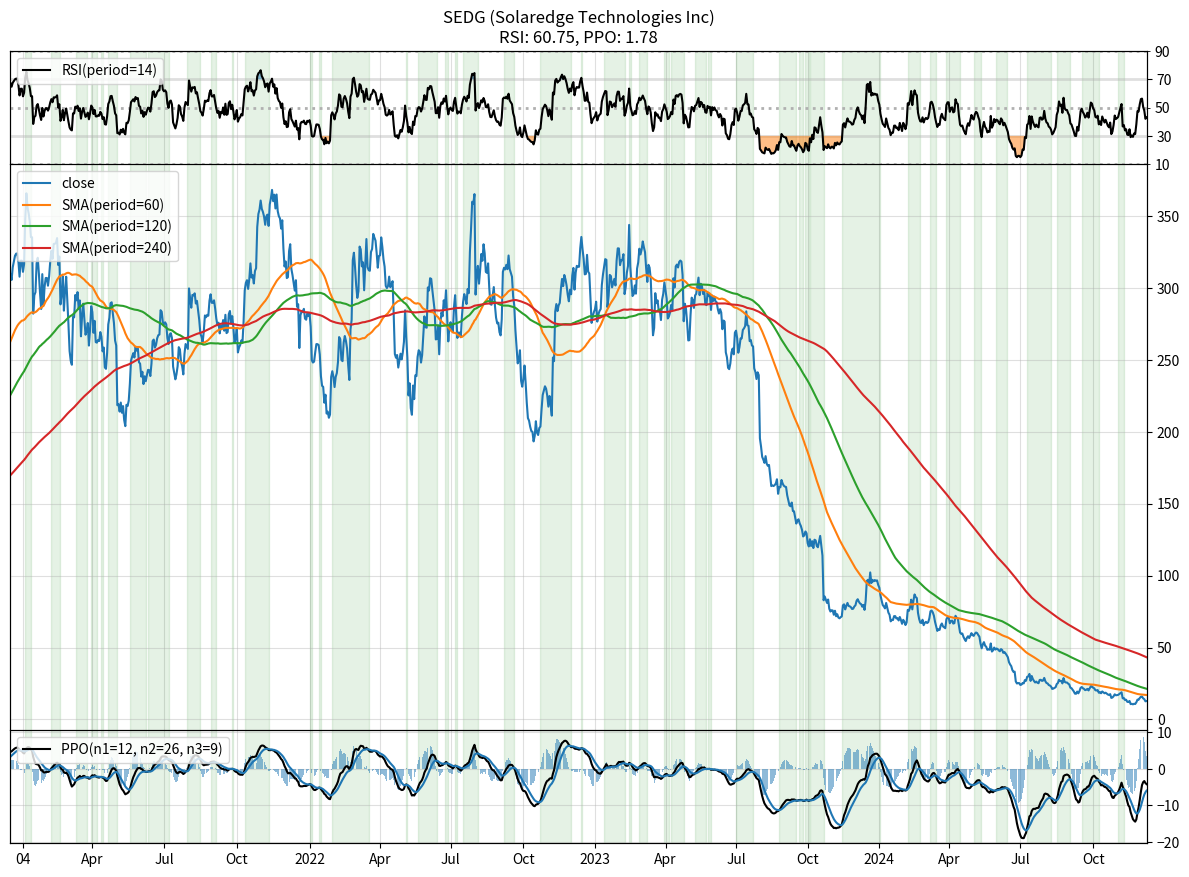 SEDG (Solaredge Technologies Inc)
RSI: 60.75, PPO: 1.78
RSI(period=14)
90
70
50
30
10
close
SMA(period=60)
SMA(period=120)
SMA(period=240)
350
300
250
200
150
100
50
0
PPO(n1=12, n2=26, n3=9)
10
0
−10
−20
04 Apr Jul Oct 2022 Apr Jul Oct 2023 Apr Jul Oct 2024 Apr Jul Oct